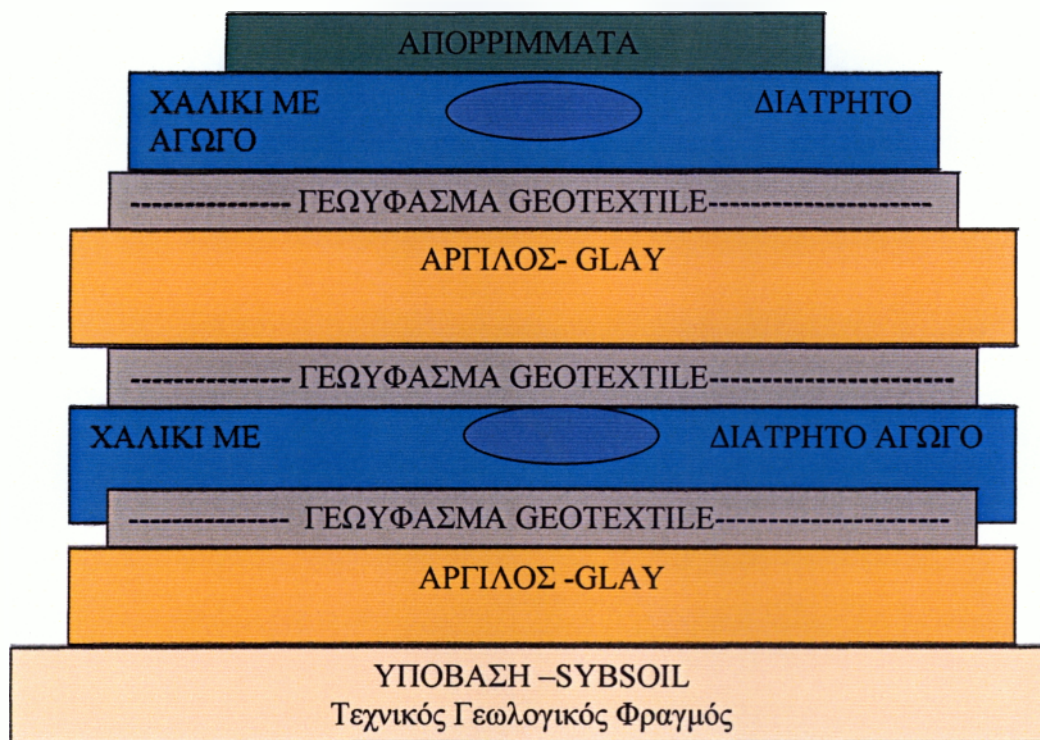 ΑΠΟΡΡΙΜΜΑΤΑ
ΧΑΛΙΚΙ ΜΕ ΔΙΑΤΡΗΤΟ
ΑΓΩΓΟ
--------------- ΓΕΩΥΦΑΣΜΑ GEOTEXTILE---------------------
ΑΡΓΙΛΟΣ- GLAY
--------------- ΓΕΩΥΦΑΣΜΑ GEOTEXTILE-----------------------
ΧΑΛΙΚΙ ΜΕ ΔΙΑΤΡΗΤΟ ΑΓΩΓΟ
--------------- ΓΕΩΥΦΑΣΜΑ GEOTEXTILE----------------------
ΑΡΓΙΛΟΣ -GLAY
ΥΠΟΒΑΣΗ –SYBSOIL
Τεχνικός Γεωλογικός Φραγμός